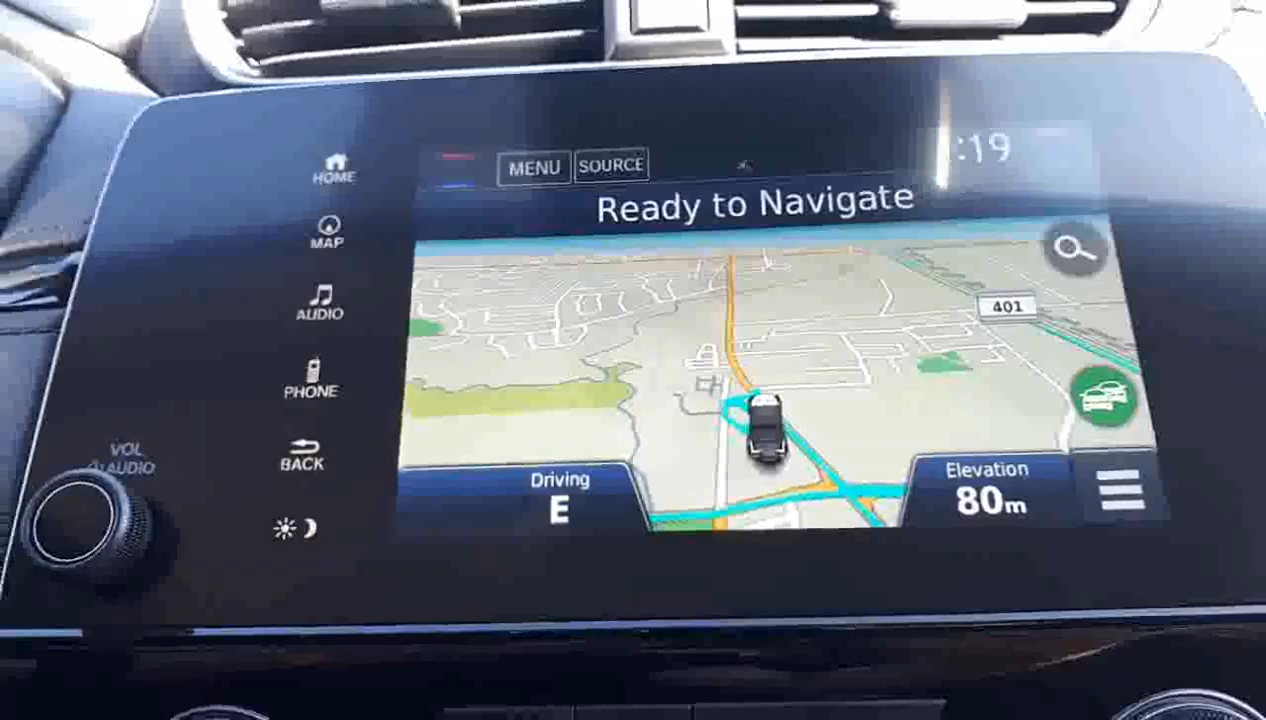 HOME
MAP
AUDIO
PHONE
BACK
VOL
AUDIO
MENU
SOURCE
:19
Ready to Navigate
401
Driving
E
Elevation
80m